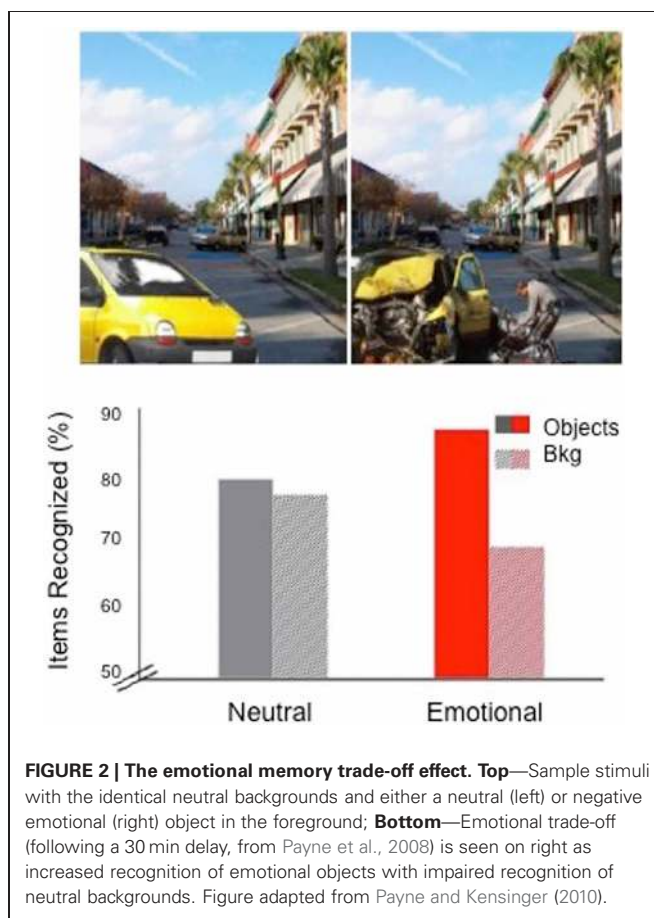 90
80
70
60
50
Items Recognized (%)
Objects
Bkg
Neutral
Emotional
FIGURE 2 | The emotional memory trade-off effect. Top—Sample stimuli
with the identical neutral backgrounds and either a neutral (left) or negative
emotional (right) object in the foreground; Bottom—Emotional trade-off
(following a 30 min delay, from Payne et al., 2008) is seen on right as
increased recognition of emotional objects with impaired recognition of
neutral backgrounds. Figure adapted from Payne and Kensinger (2010).